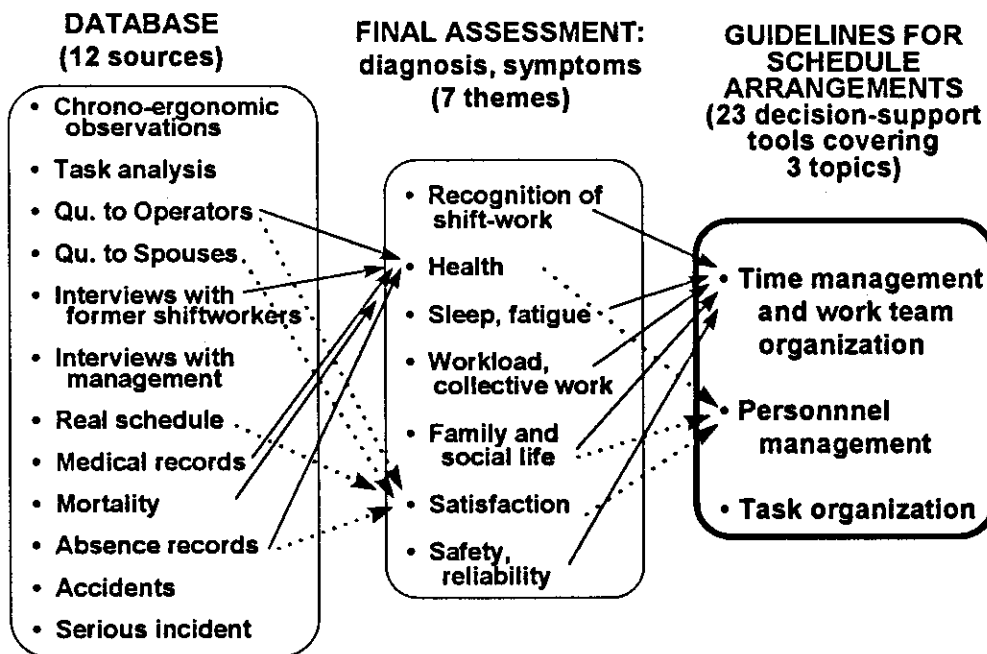 DATABASE
(12 sources)
• Chrono-ergonomic
observations
• Task analysis
• Qu. to Operators
• Qu. to Spouses
• Interviews with
former shiftworkers
• Interviews with
management
• Real schedule
• Medical records
• Mortality
• Absence records
• Accidents
• Serious incident
FINAL ASSESSMENT:
diagnosis, symptoms
(7 themes)
• Recognition of
shift-work
• Health
• Sleep, fatigue
• Workload,
collective work
• Family and
social life
• Satisfaction
• Safety,
reliability
GUIDELINES FOR
SCHEDULE
ARRANGEMENTS
(23 decision-support
tools covering
3 topics)
• Time management
and work team
organization
• Personnnel
management
• Task organization